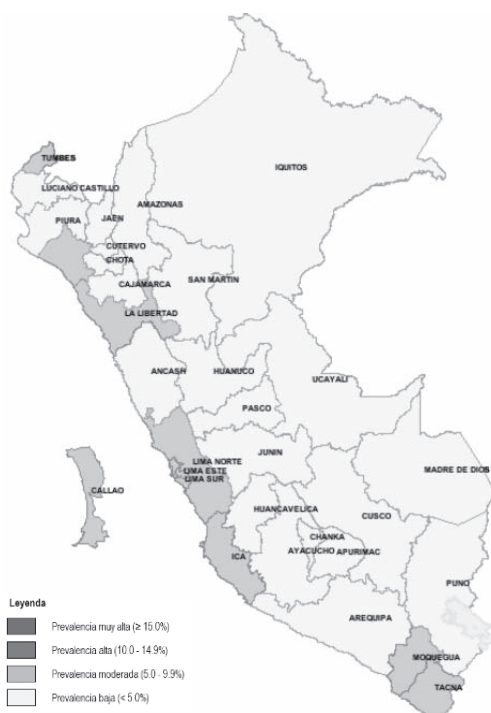 TUMBES
IQUITOS
LUCIANO CASTILLO
AMAZONAS
PIURA
JAEN
CUTERVO
CHOTA
CAJAMARCA
SAN MARTIN
LA LIBERTAD
ANCASH
HUANUCO
UCAYALI
PASCO
JUNIN
LIMA NORTE
LIMA ESTE
LIMA SUR
MADRE DE DIOS
CALLAO
HUANCAVELICA
CUSCO
CHANKA
AYACUCHO
APURIMAC
ICA
PUNO
AREQUIPA
MOQUEGUA
TACNA
Leyenda
Prevalencia muy alta (≥ 15.0%)
Prevalencia alta (10.0 - 14.9%)
Prevalencia moderada (5.0 - 9.9%)
Prevalencia baja (< 5.0%)